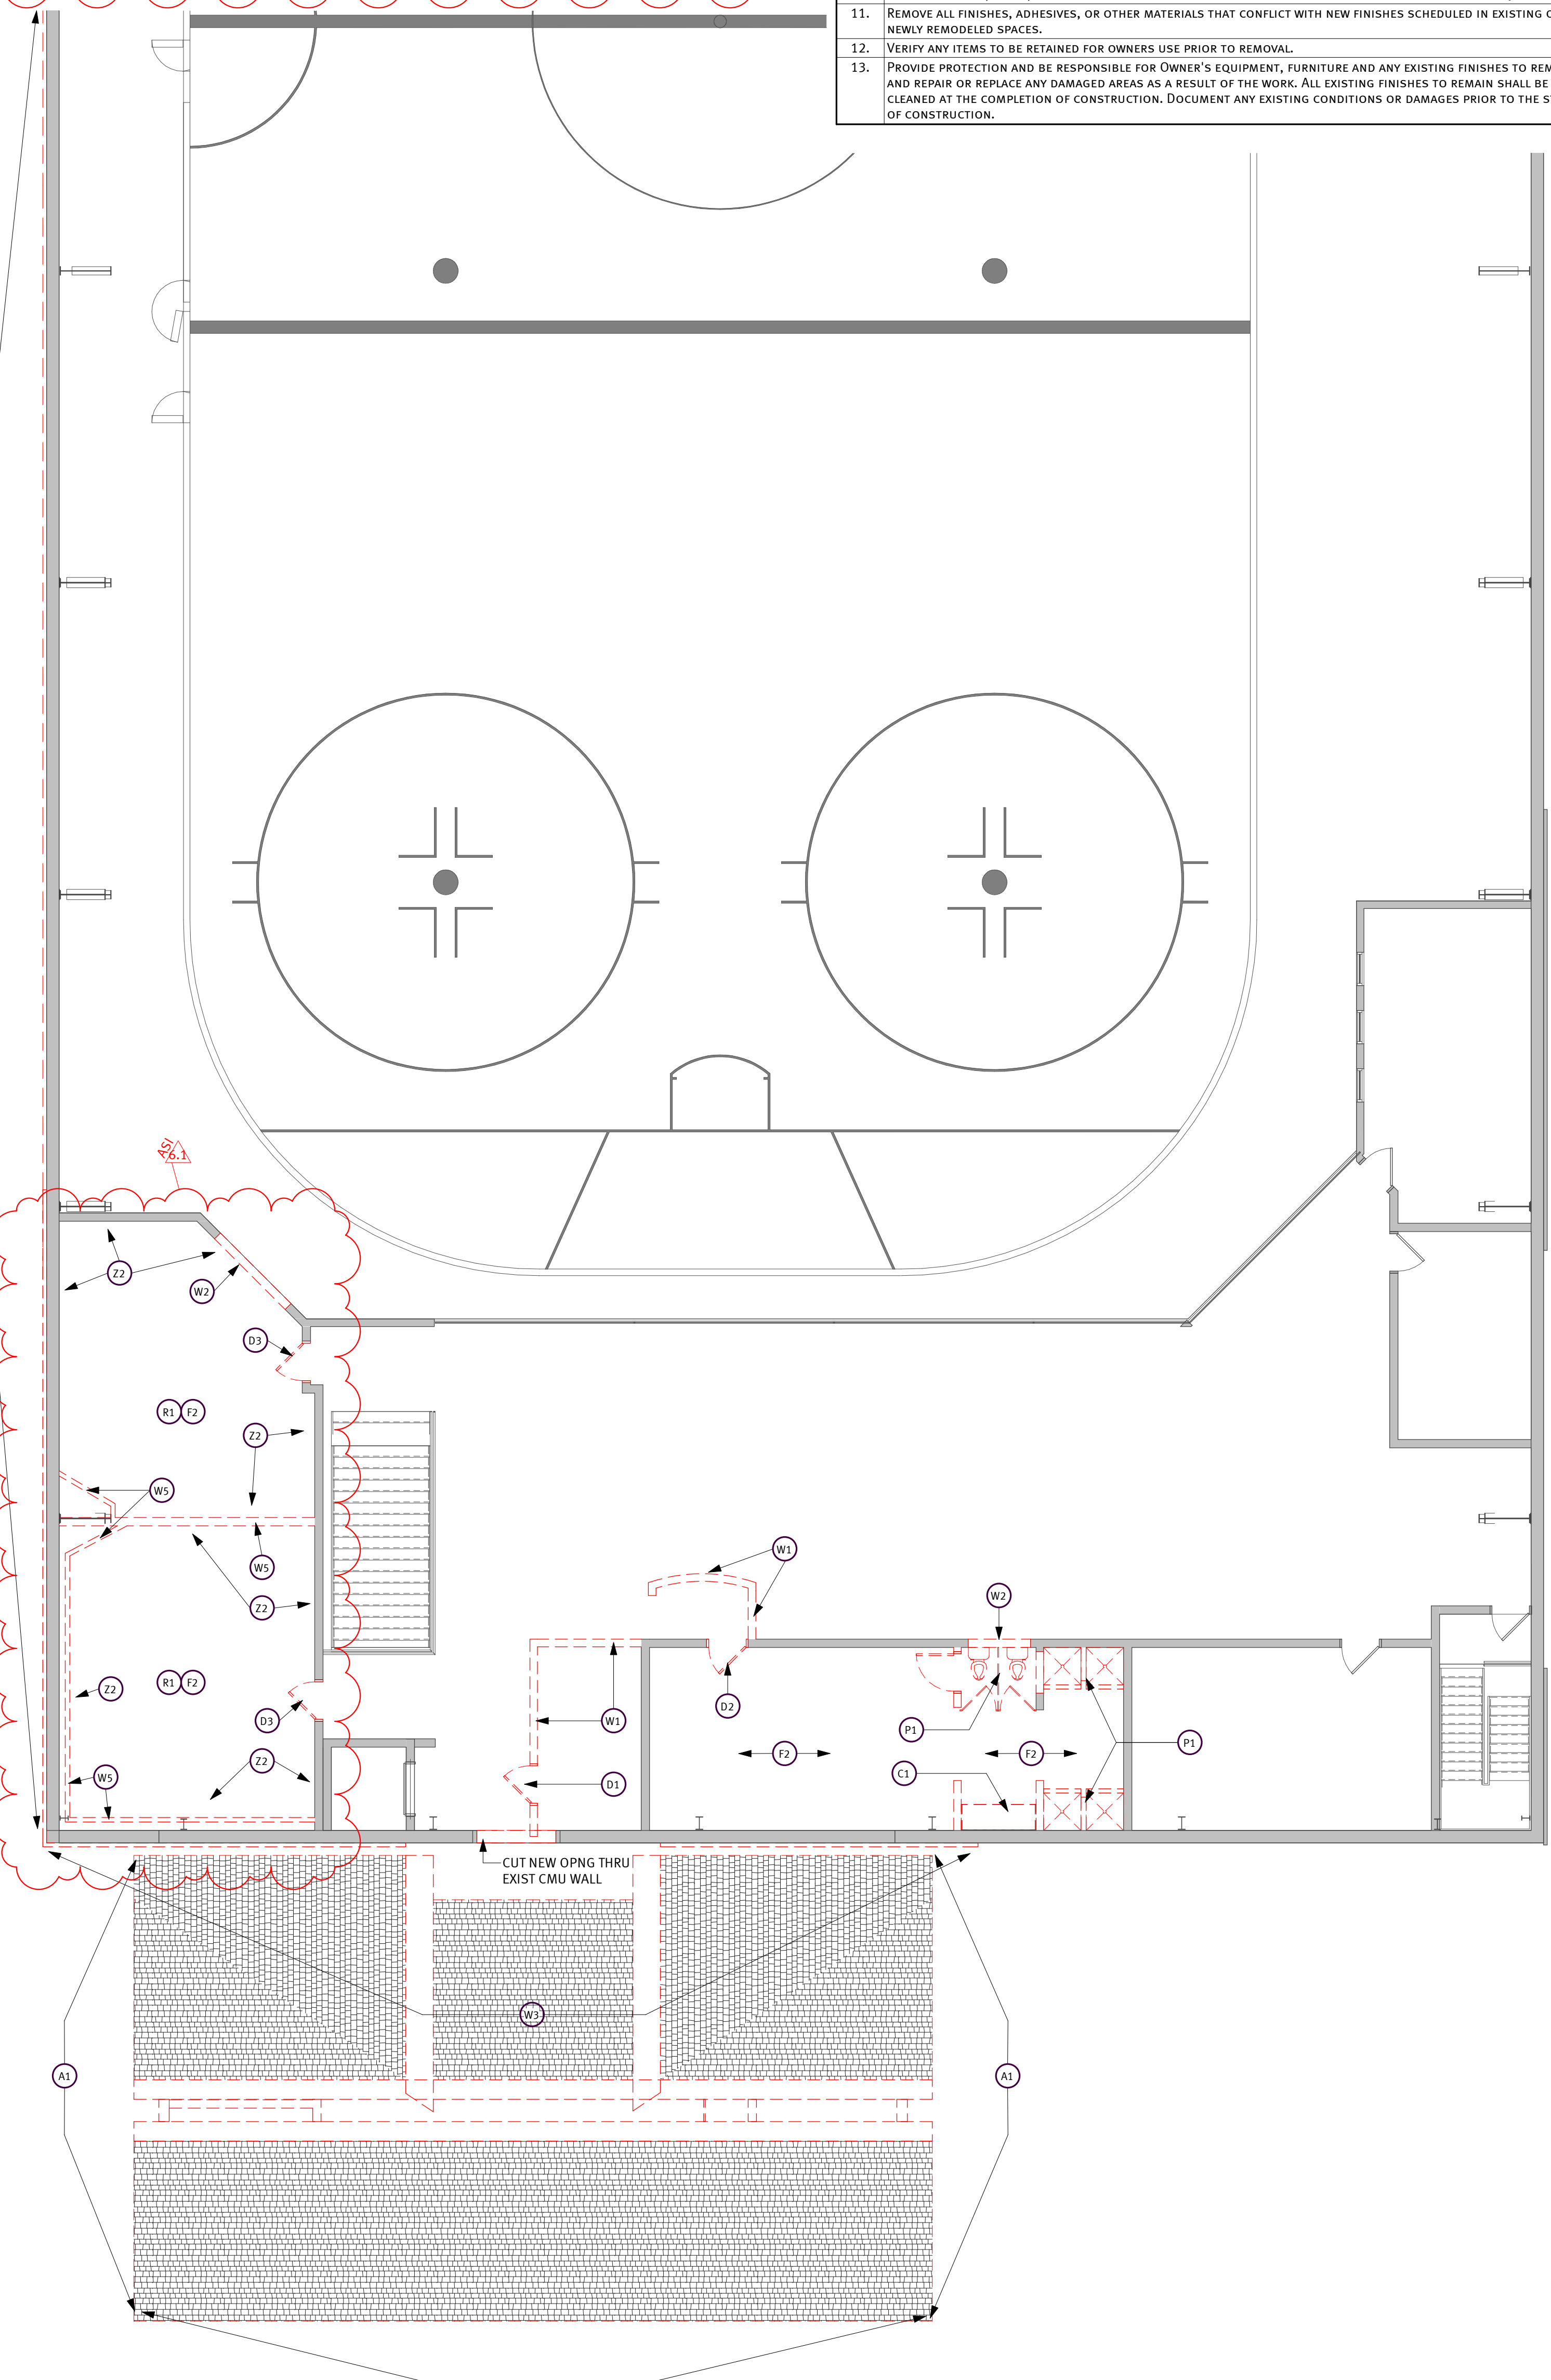 11. REMOVE ALL FINISHES, ADHESIVES, OR OTHER MATERIALS THAT CONFLICT WITH NEW FINISHES SCHEDULED IN EXISTING
NEWLY REMODELED SPACES.
12. VERIFY ANY ITEMS TO BE RETAINED FOR OWNERS USE PRIOR TO REMOVAL.
13. PROVIDE PROTECTION AND BE RESPONSIBLE FOR OWNER'S EQUIPMENT, FURNITURE AND ANY EXISTING FINISHES TO
AND REPAIR OR REPLACE ANY DAMAGED AREAS AS A RESULT OF THE WORK. ALL EXISTING FINISHES TO REMAIN SHALL BE
CLEANED AT THE COMPLETION OF CONSTRUCTION. DOCUMENT ANY EXISTING CONDITIONS OR DAMAGES PRIOR TO THE
OF CONSTRUCTION.
ASI
6.1
Z2
W2
D3
R1 F2
Z2
W5
W5
Z2
W1
W2
R1 F2
Z2
D3
D2
W1
P1
P1
Z2
F2
F2
W5
D1
C1
CUT NEW OPNG THRU
EXIST CMU WALL
W3
A1
A1